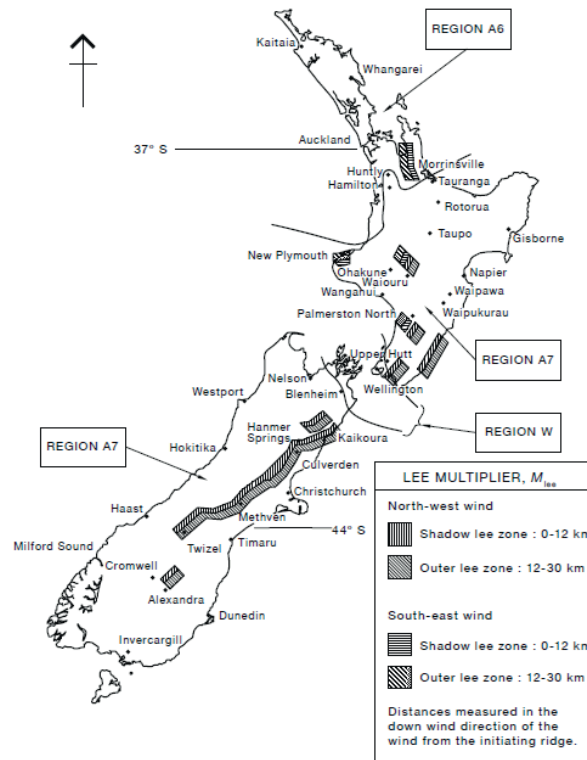 REGION A6
Kaitaia
Whangarei
Auckland
37° S
Morrinsville
Huntly
Tauranga
Hamilton
Rotorua
Taupo
Gisborne
New Plymouth
Ohakune
Napier
Waiouru
Waipawa
Wanganui
Waipukurau
Palmerston North
Upper Hutt
REGION A7
Nelson
Wellington
Blenheim
Westport
Hanmer
Springs
Kaikoura
REGION W
REGION A7
Hokitika
Culverden
Christchurch
Haast
Methven
44° S
Milford Sound
Twizel
Timaru
Cromwell
Alexandra
Dunedin
Invercargill
LEE MULTIPLIER, Mlee
North-west wind
Shadow lee zone : 0-12 km
Outer lee zone : 12-30 km
South-east wind
Shadow lee zone : 0-12 km
Outer lee zone : 12-30 km
Distances measured in the
down wind direction of the
wind from the initiating ridge.